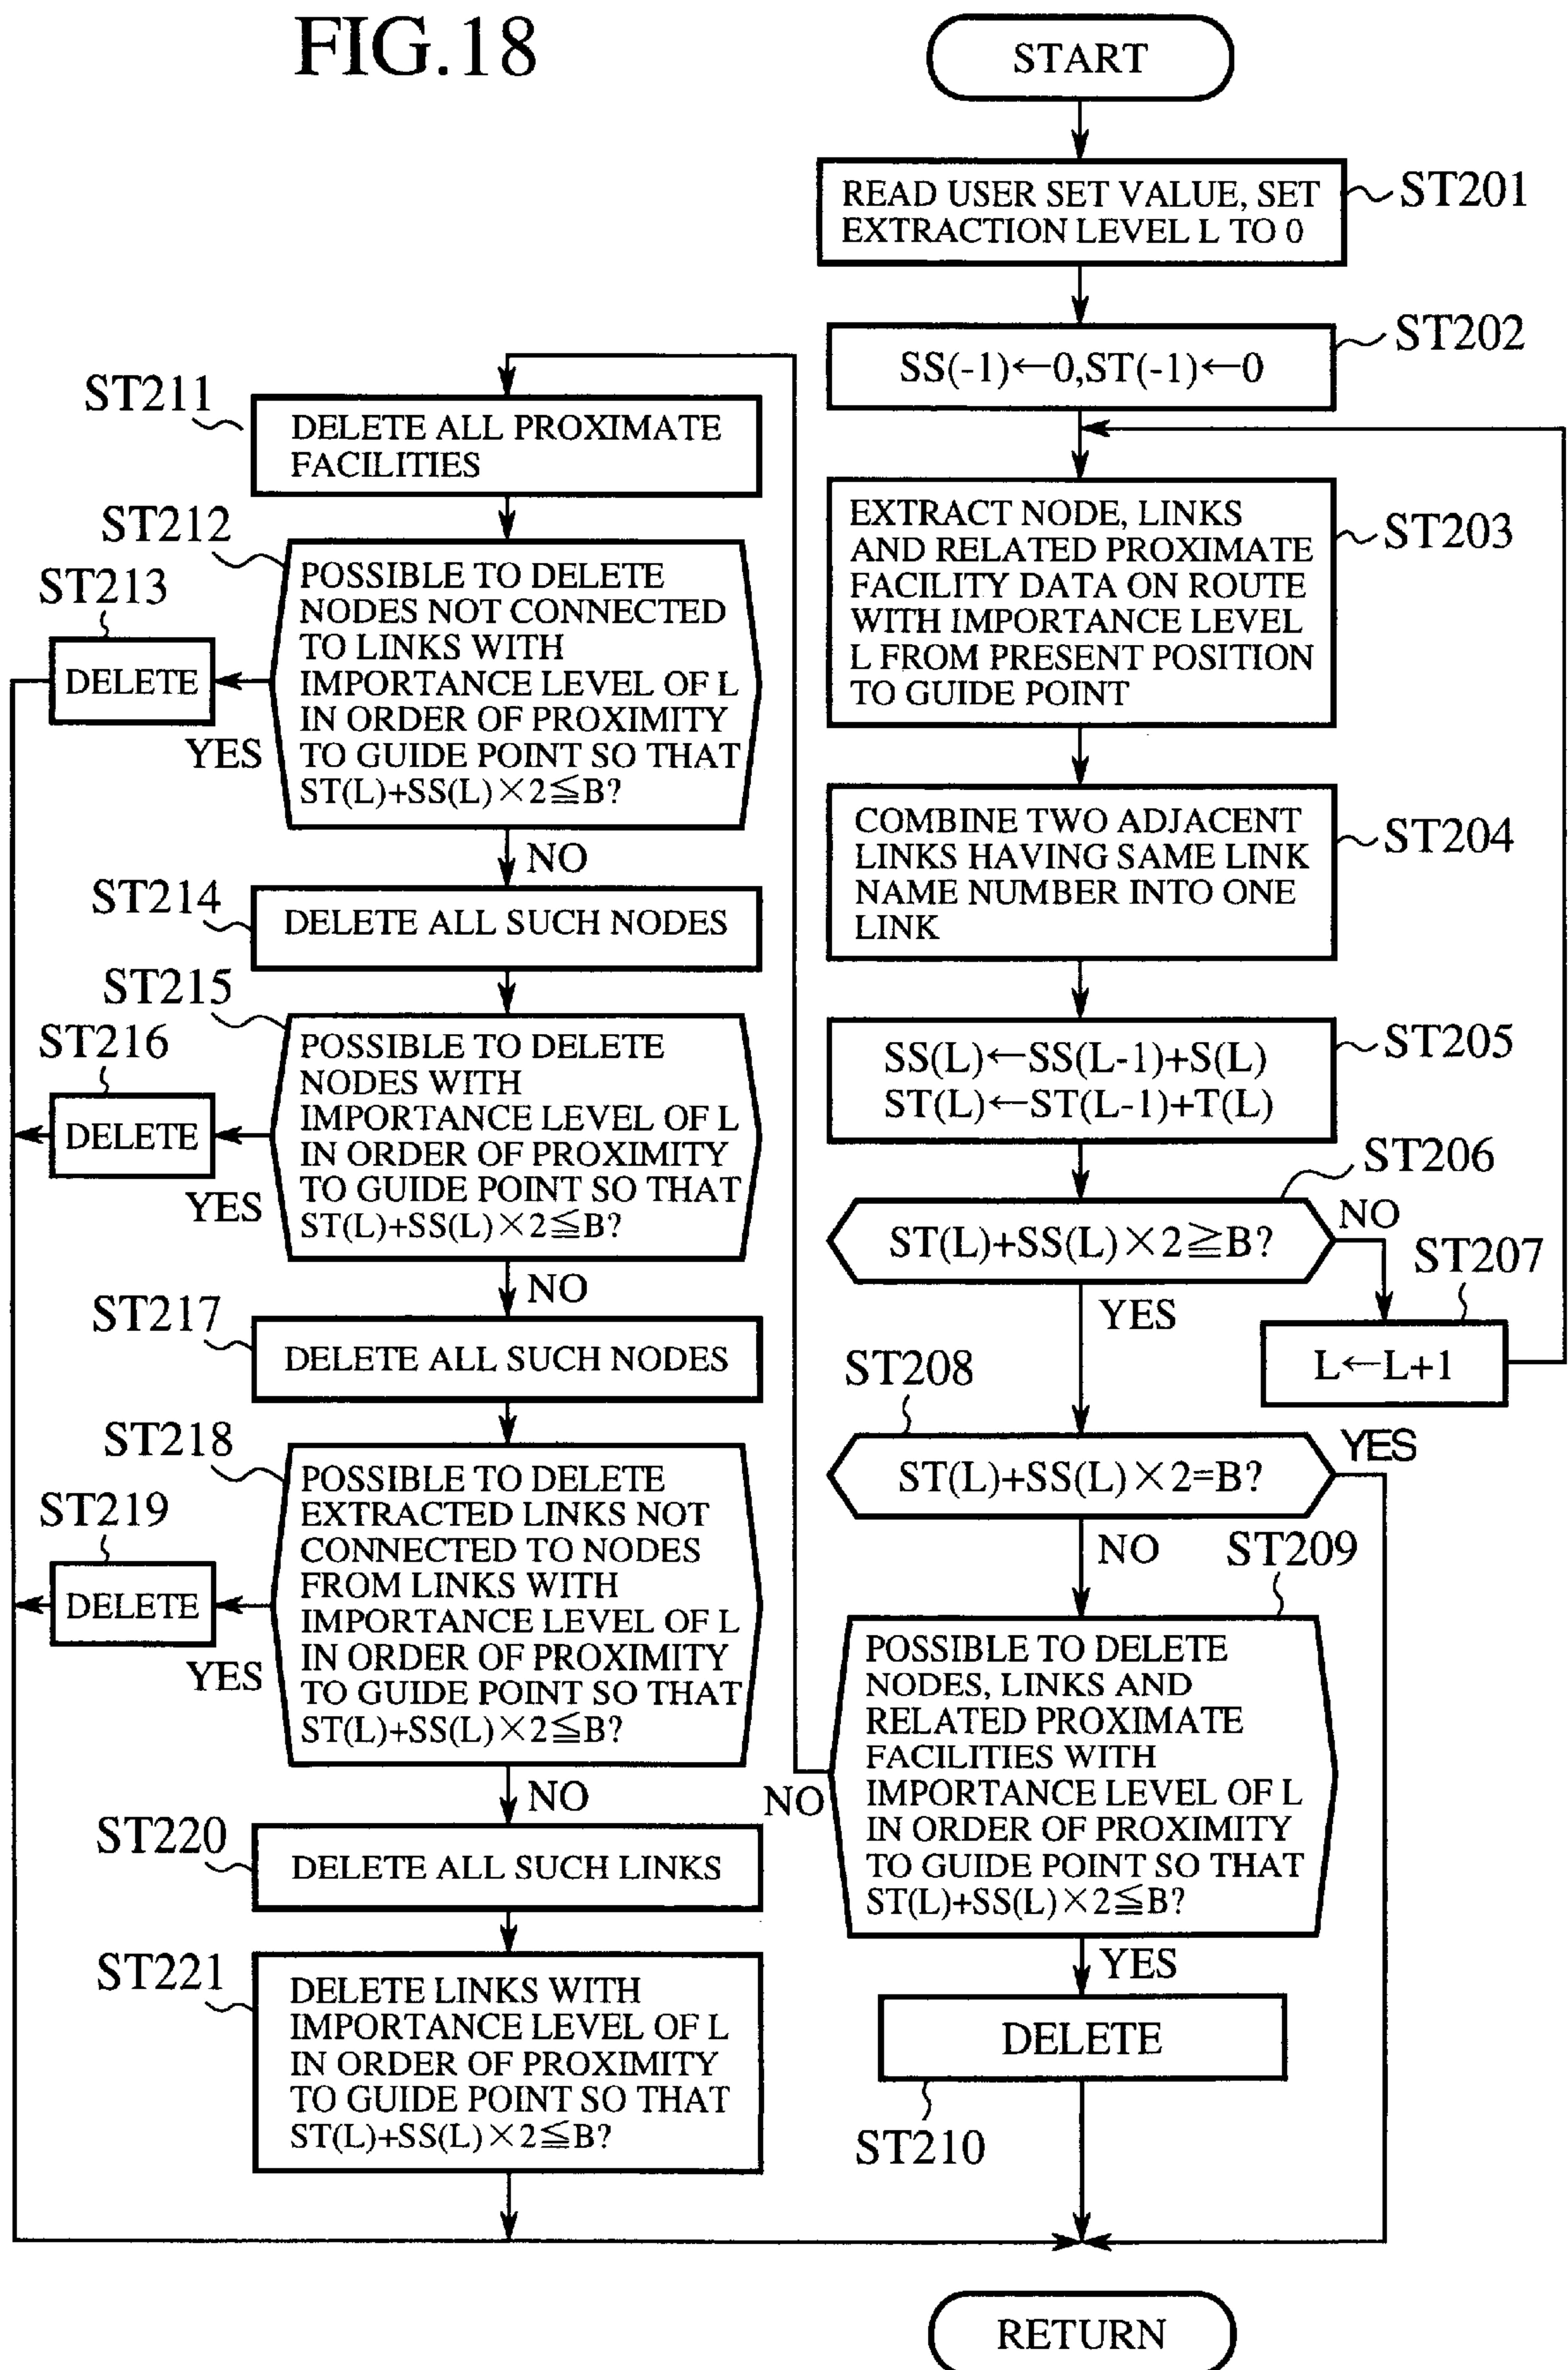 FIG.18
START
READ USER SET VALUE, SET
EXTRACTION LEVEL L TO 0
ST201
SS(-1)←0,ST(-1)←0
ST202
EXTRACT NODE, LINKS
AND RELATED PROXIMATE
FACILITY DATA ON ROUTE
WITH IMPORTANCE LEVEL
L FROM PRESENT POSITION
TO GUIDE POINT
ST203
COMBINE TWO ADJACENT
LINKS HAVING SAME LINK
NAME NUMBER INTO ONE
LINK
ST204
SS(L)←SS(L-1)+S(L)
ST(L)←ST(L-1)+T(L)
ST205
ST206
ST(L)+SS(L)×2≧B?
NO
YES
ST207
L←L+1
ST208
ST(L)+SS(L)×2=B?
YES
NO
ST209
POSSIBLE TO DELETE
NODES, LINKS AND
RELATED PROXIMATE
FACILITIES WITH
IMPORTANCE LEVEL OF L
IN ORDER OF PROXIMITY
TO GUIDE POINT SO THAT
ST(L)+SS(L)×2≦B?
NO
YES
DELETE
ST210
ST211
DELETE ALL PROXIMATE
FACILITIES
ST212
POSSIBLE TO DELETE
NODES NOT CONNECTED
TO LINKS WITH
IMPORTANCE LEVEL OF L
IN ORDER OF PROXIMITY
TO GUIDE POINT SO THAT
ST(L)+SS(L)×2≦B?
ST213
DELETE
YES
NO
ST214
DELETE ALL SUCH NODES
ST215
POSSIBLE TO DELETE
NODES WITH
IMPORTANCE LEVEL OF L
IN ORDER OF PROXIMITY
TO GUIDE POINT SO THAT
ST(L)+SS(L)×2≦B?
ST216
DELETE
YES
NO
ST217
DELETE ALL SUCH NODES
ST218
POSSIBLE TO DELETE
EXTRACTED LINKS NOT
CONNECTED TO NODES
FROM LINKS WITH
IMPORTANCE LEVEL OF L
IN ORDER OF PROXIMITY
TO GUIDE POINT SO THAT
ST(L)+SS(L)×2≦B?
ST219
DELETE
YES
NO
ST220
DELETE ALL SUCH LINKS
ST221
DELETE LINKS WITH
IMPORTANCE LEVEL OF L
IN ORDER OF PROXIMITY
TO GUIDE POINT SO THAT
ST(L)+SS(L)×2≦B?
RETURN